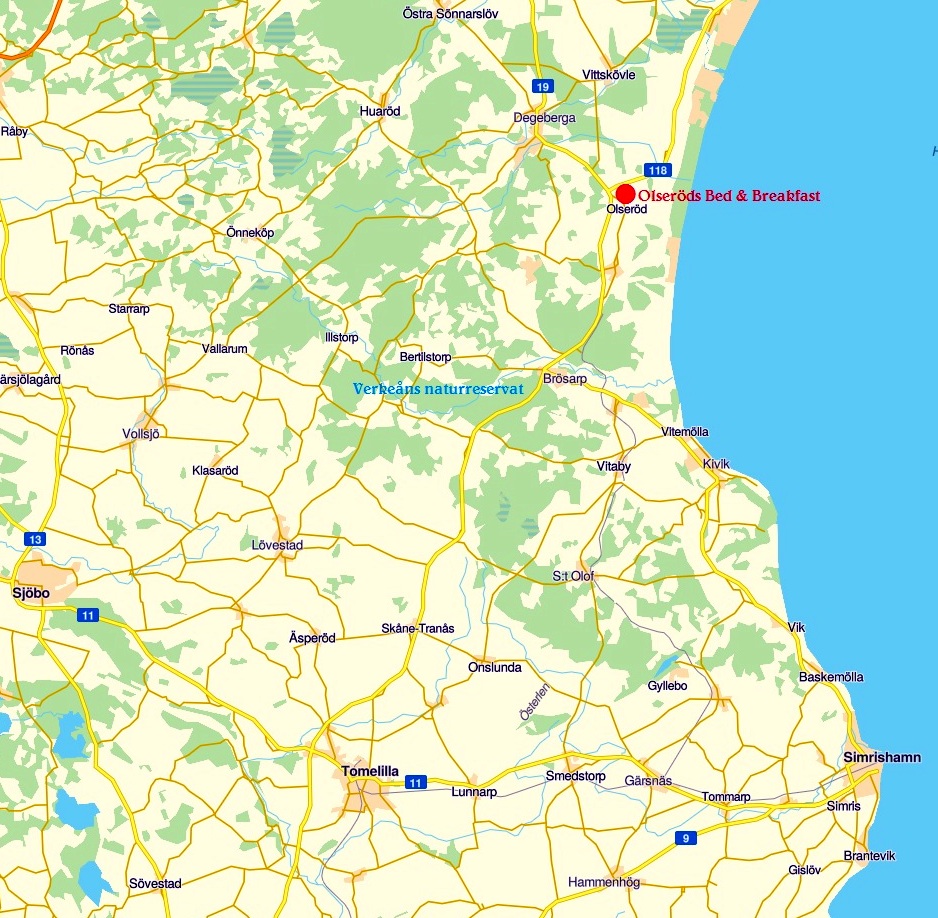 Östra Sönnarslöv
Vittskövle
19
Huaröd
Degeberga
Råby
118
Olseröds Bed & Breakfast
Olseröd
Önneköp
Starrarp
Illstorp
Rönås
Vallarum
Bertilstorp
ärsjölagård
Brösarp
Verkeåns naturreservat
Vollsjö
Vitemölla
Kivik
Vitaby
Klasaröd
13
Lövestad
S:t Olof
Sjöbo
11
Skåne-Tranås
Vik
Äsperöd
Onslunda
Baskemölla
Gyllebo
Österlen
Simrishamn
Tomelilla
11
Smedstorp
Gärsnäs
Lunnarp
Tommarp
Simris
9
Brantevik
Gislöv
Sövestad
Hammenhög